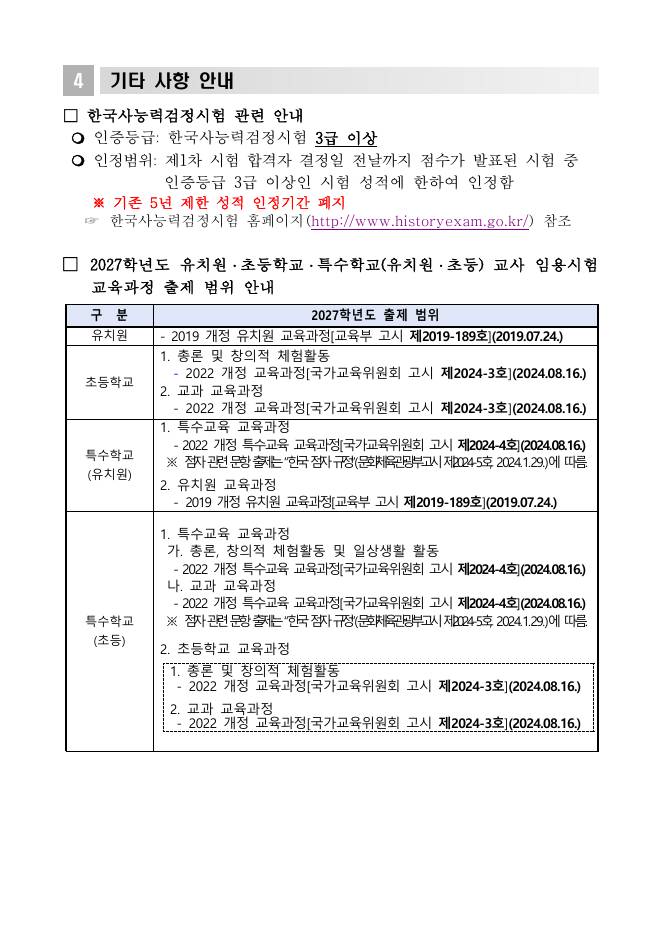 4 기타 사항 안내
□ 한국사능력검정시험 관련 안내
❍ 인증등급: 한국사능력검정시험 3급 이상
❍ 인정범위: 제1차 시험 합격자 결정일 전날까지 점수가 발표된 시험 중
인증등급 3급 이상인 시험 성적에 한하여 인정함
※ 기존 5년 제한 성적 인정기간 폐지
☞ 한국사능력검정시험 홈페이지(http://www.historyexam.go.kr/) 참조
□ 2027학년도 유치원·초등학교·특수학교(유치원·초등) 교사 임용시험
교육과정 출제 범위 안내
구 분 2027학년도 출제 범위
유치원 - 2019 개정 유치원 교육과정[교육부 고시 제2019-189호](2019.07.24.)
초등학교
1. 총론 및 창의적 체험활동
- 2022 개정 교육과정[국가교육위원회 고시 제2024-3호](2024.08.16.)
2. 교과 교육과정
- 2022 개정 교육과정[국가교육위원회 고시 제2024-3호](2024.08.16.)
특수학교
(유치원)
1. 특수교육 교육과정
- 2022 개정 특수교육 교육과정[국가교육위원회 고시 제2024-4호](2024.08.16.)
※ 점자 관련 문항 출제는 "한국 점자 규정"(문화체육관광부고시 제2024-5호, 2024.1.29.)에 따름.
2. 유치원 교육과정
- 2019 개정 유치원 교육과정[교육부 고시 제2019-189호](2019.07.24.)
특수학교
(초등)
1. 특수교육 교육과정
가. 총론, 창의적 체험활동 및 일상생활 활동
- 2022 개정 특수교육 교육과정[국가교육위원회 고시 제2024-4호](2024.08.16.)
나. 교과 교육과정
- 2022 개정 특수교육 교육과정[국가교육위원회 고시 제2024-4호](2024.08.16.)
※ 점자 관련 문항 출제는 "한국 점자 규정"(문화체육관광부고시 제2024-5호, 2024.1.29.)에 따름.
2. 초등학교 교육과정
1. 총론 및 창의적 체험활동
- 2022 개정 교육과정[국가교육위원회 고시 제2024-3호](2024.08.16.)
2. 교과 교육과정
- 2022 개정 교육과정[국가교육위원회 고시 제2024-3호](2024.08.16.)